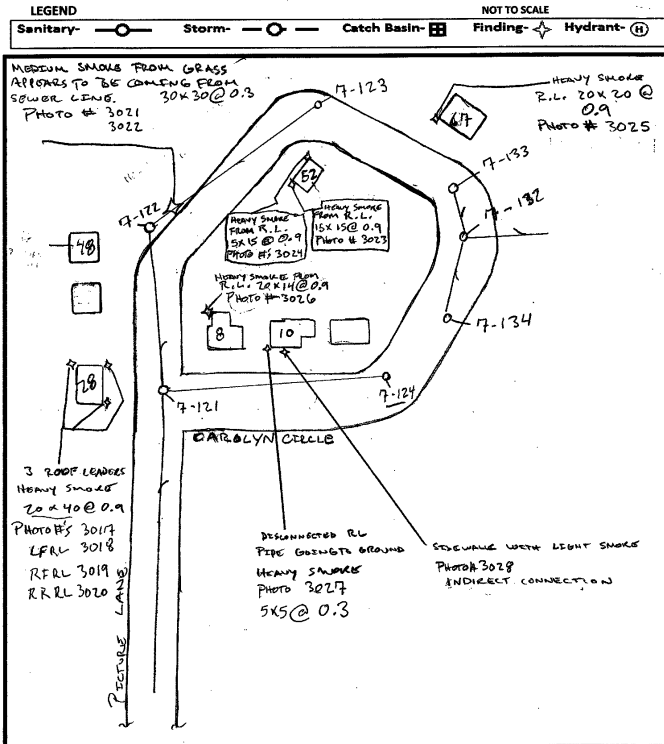 LEGEND
NOT TO SCALE
Sanitary-
Storm-
Catch Basin-
Finding-
Hydrant- H
MEDIUM SMOKE FROM GRASS
APPEARS TO BE COMING FROM
SEWER LINE.
30x30@0.3
PHOTO # 3021
3022
7-123
HEAVY SMOKE
R.L. 20x20 @
0.9
PHOTO # 3025
67
7-133
7-132
7-122
52
HEAVY SMOKE
FROM R.L.
5x15 @ 0.9
PHOTO #'s 3024
HEAVY SMOKE
FROM R.L.
15x15@ 0.9
PHOTO # 3023
48
HEAVY SMOKE FROM
R.L. 20x14@0.9
PHOTO # 3026
8
10
7-134
28
7-121
7-124
CAROLYN CIRCLE
3 ROOF LEADERS
HEAVY SMOKE
20 x 40 @ 0.9
PHOTO #'s 3017
LFRL 3018
RFRL 3019
RRRL 3020
DISCONNECTED RL
PIPE GOING TO GROUND
HEAVY SMOKE
PHOTO 3027
5x5@ 0.3
SIDEWALK WITH LIGHT SMOKE
PHOTO# 3028
INDIRECT CONNECTION
PICTURE LANE